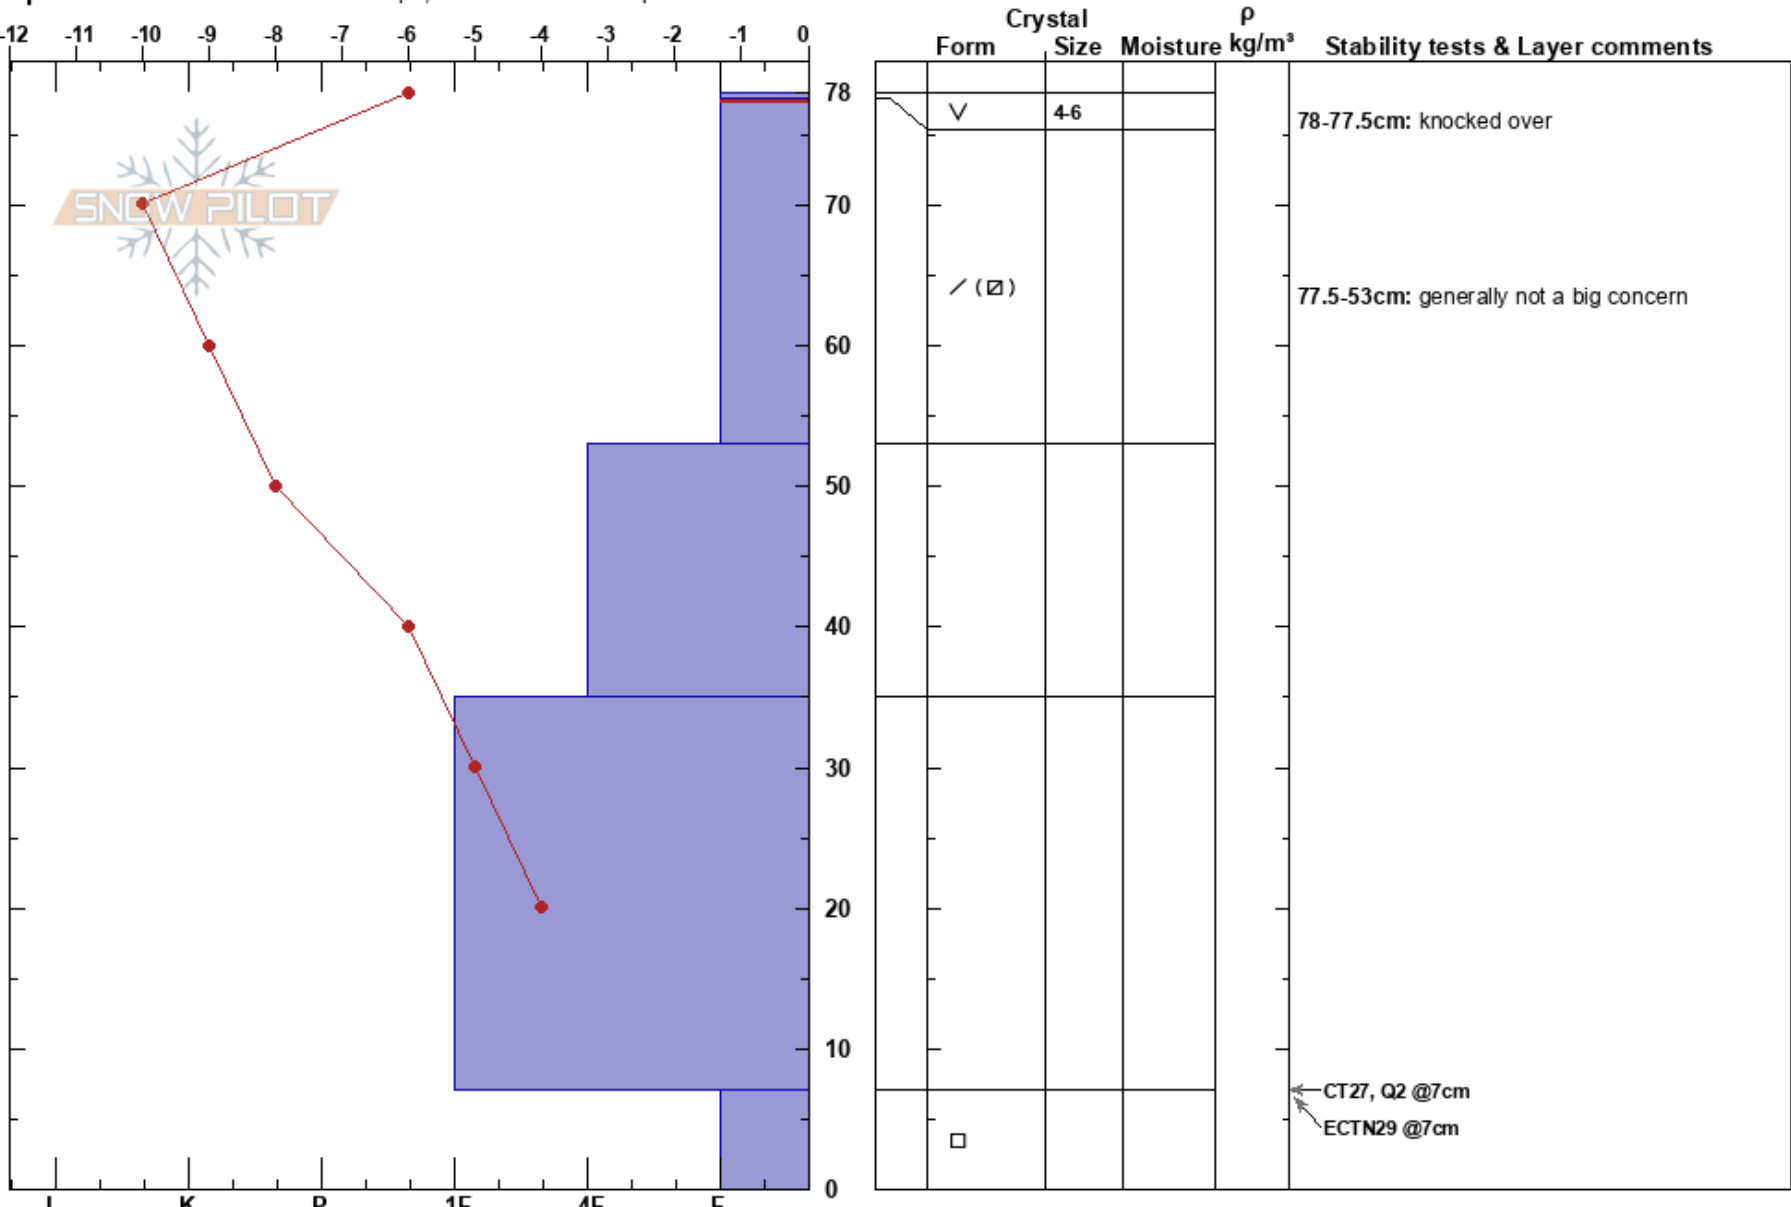 Crystal ρ
-12 -11 -10 -9 -8 -7 -6 -5 -4 -3 -2 -1 0 Form Size Moisture kg/m³ Stability tests & Layer comments
78
4-6
78-77.5cm: knocked over
SNOW PILOT
70
77.5-53cm: generally not a big concern
60
50
40
30
20
10
CT27, Q2 @7cm
ECTN29 @7cm
0
I K P 1F 4F F